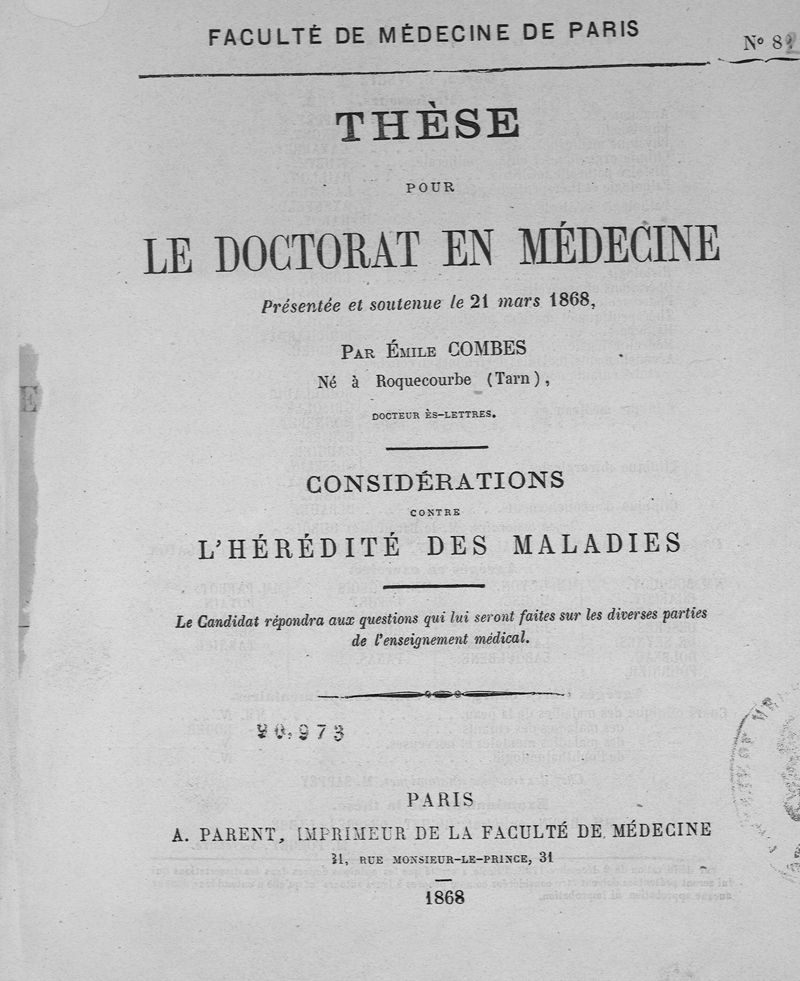 FACULTÉ DE MÉDECINE DE PARIS
N° 8
THÈSE
POUR
LE DOCTORAT EN MÉDECINE
Présentée et soutenue le 21 mars 1868,
PAR ÉMILE COMBES
Né à Roquecourbe (Tarn),
DOCTEUR ÈS-LETTRES.
CONSIDÉRATIONS
CONTRE
L'HÉRÉDITÉ DES MALADIES
Le Candidat répondra aux questions qui lui seront faites sur les diverses parties
de l'enseignement médical.
90.973
PARIS
A. PARENT, IMPRIMEUR DE LA FACULTÉ DE MÉDECINE
31, RUE MONSIEUR-LE-PRINCE, 31
1868